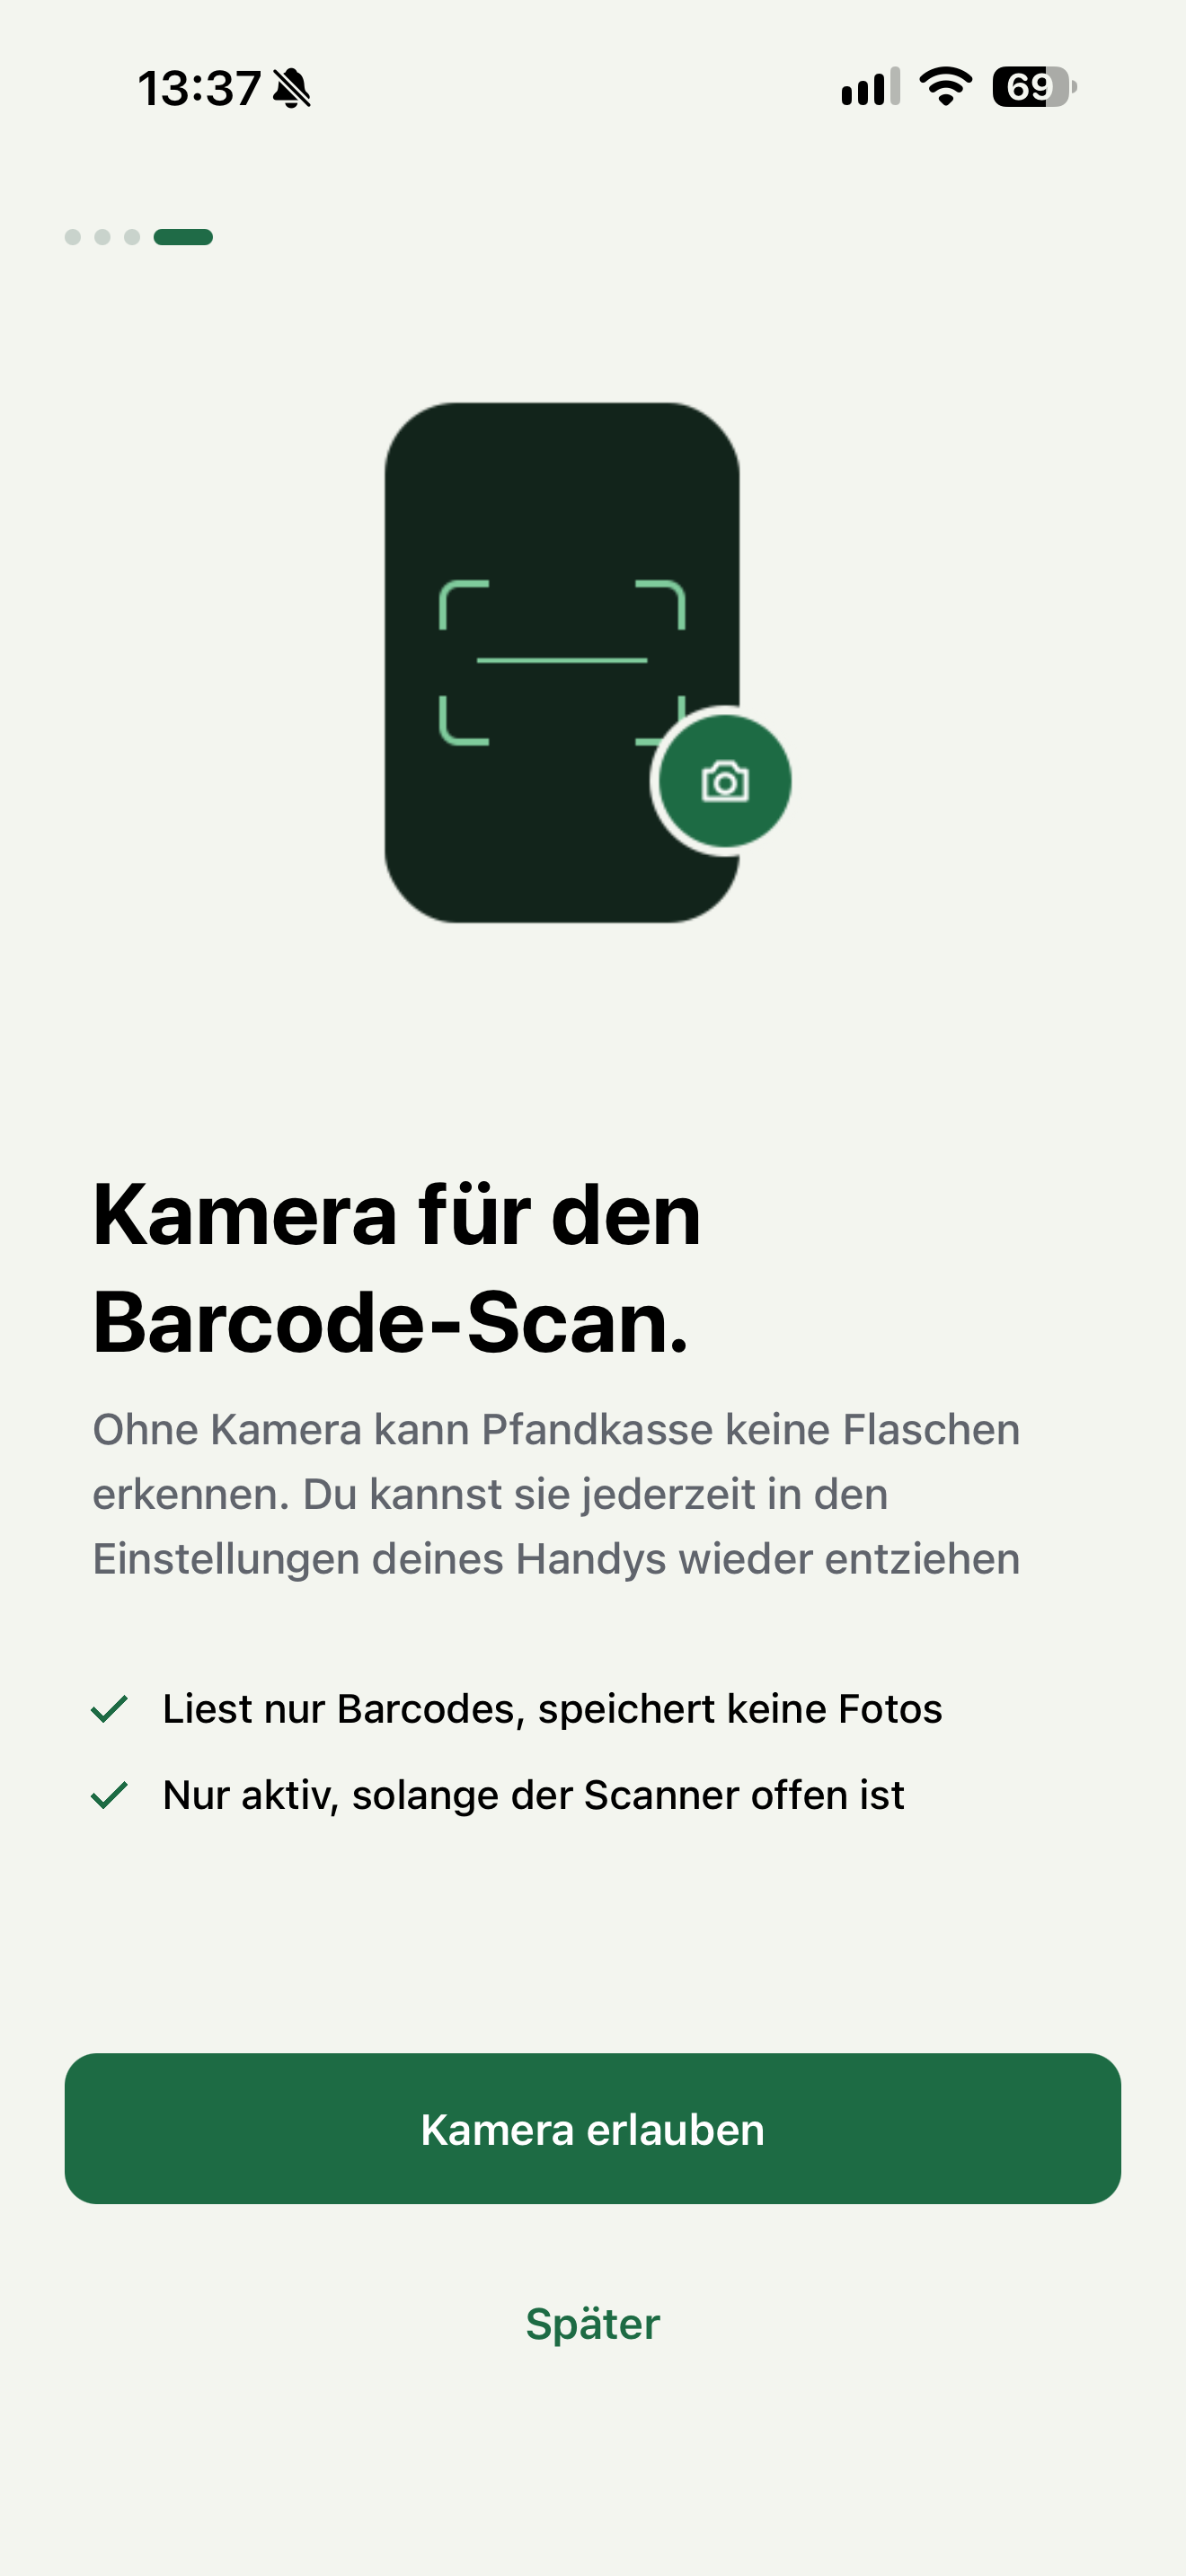 13:37
69
Kamera für den
Barcode-Scan.
Ohne Kamera kann Pfandkasse keine Flaschen
erkennen. Du kannst sie jederzeit in den
Einstellungen deines Handys wieder entziehen
Liest nur Barcodes, speichert keine Fotos
Nur aktiv, solange der Scanner offen ist
Kamera erlauben
Später